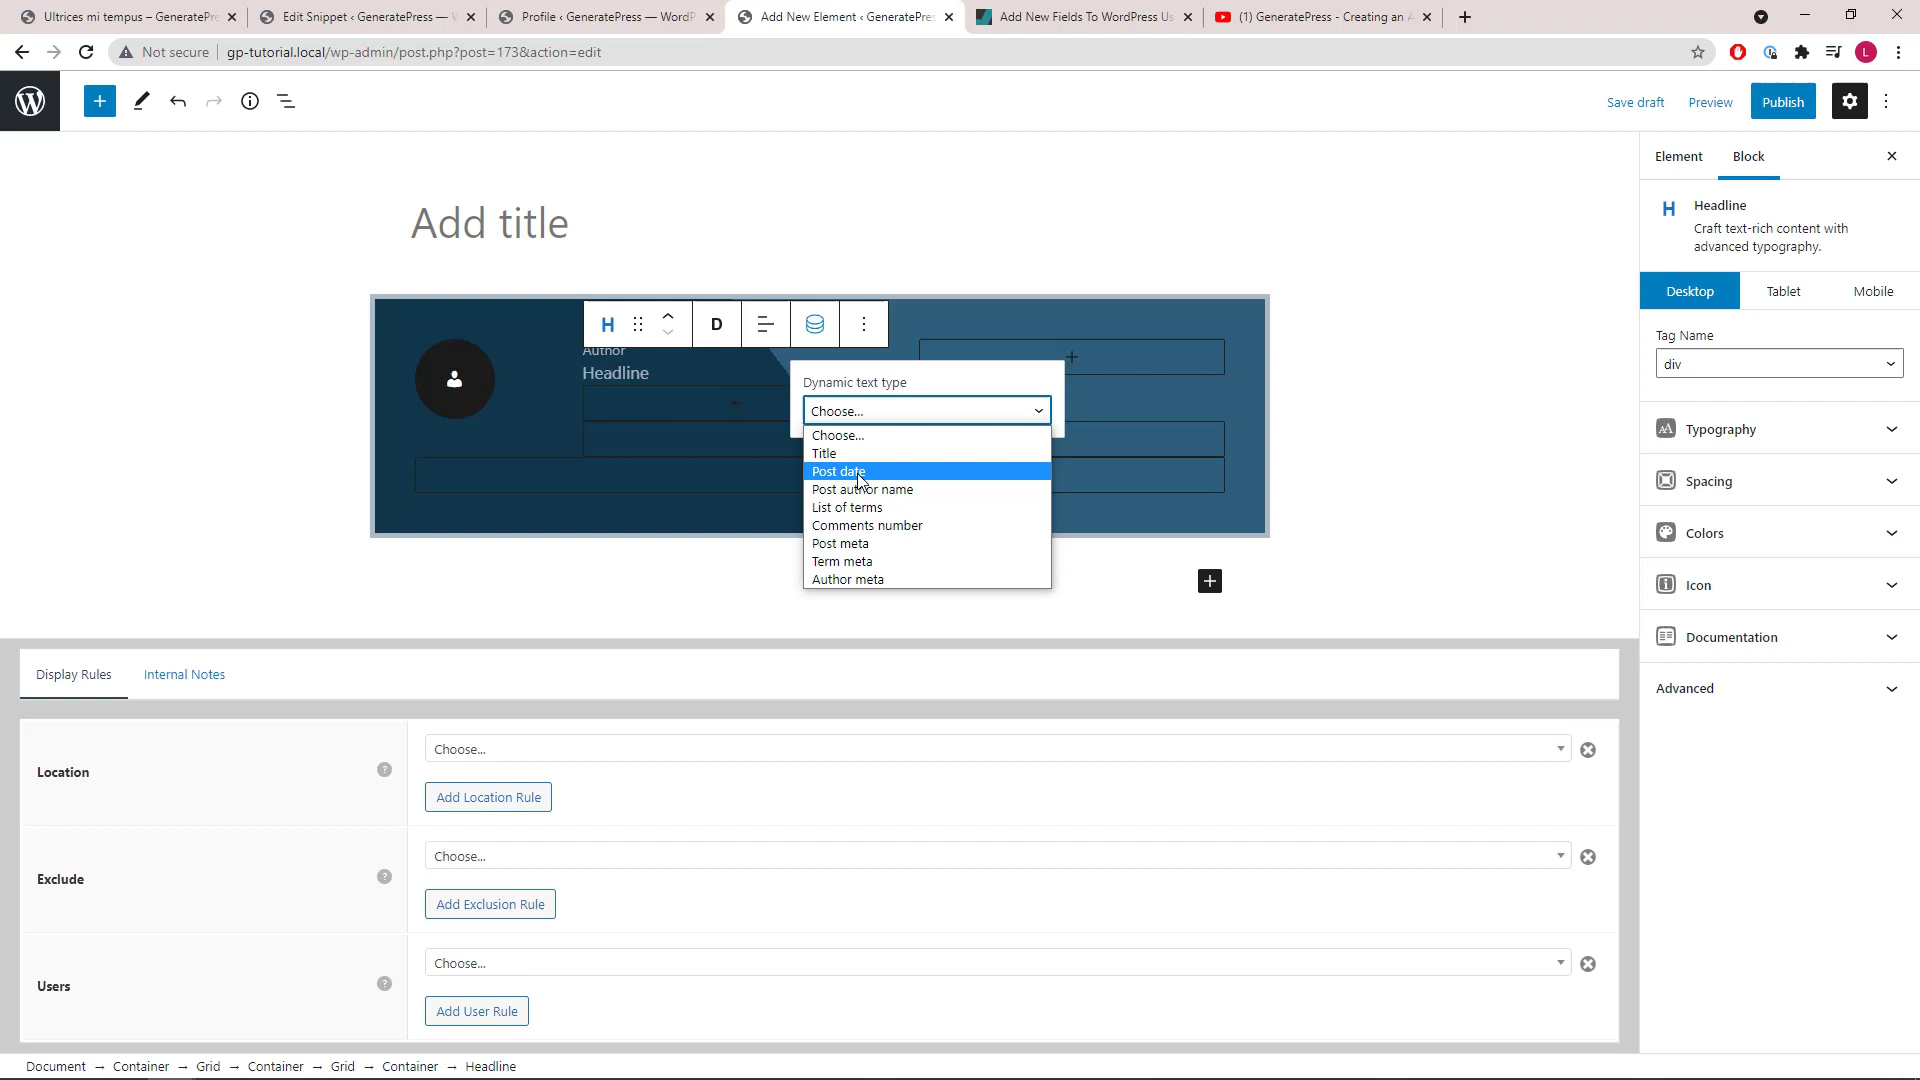 Ultrices mi tempus – GeneratePre
Edit Snippet ‹ GeneratePress — W
Profile ‹ GeneratePress — WordP
Add New Element ‹ GeneratePres
Add New Fields To WordPress Us
(1) GeneratePress - Creating an A
Not secure
gp-tutorial.local/wp-admin/post.php?post=173&action=edit
L
Save draft
Preview
Publish
Element
Block
Add title
Headline
Craft text-rich content with
advanced typography.
Desktop
Tablet
Mobile
H
D
Author
Headline
Dynamic text type
Choose...
Choose...
Title
Post date
Post author name
List of terms
Comments number
Post meta
Term meta
Author meta
Tag Name
div
Typography
Spacing
Colors
Icon
Documentation
Advanced
Display Rules
Internal Notes
Location
Choose...
Add Location Rule
Exclude
Choose...
Add Exclusion Rule
Users
Choose...
Add User Rule
Document → Container → Grid → Container → Grid → Container → Headline